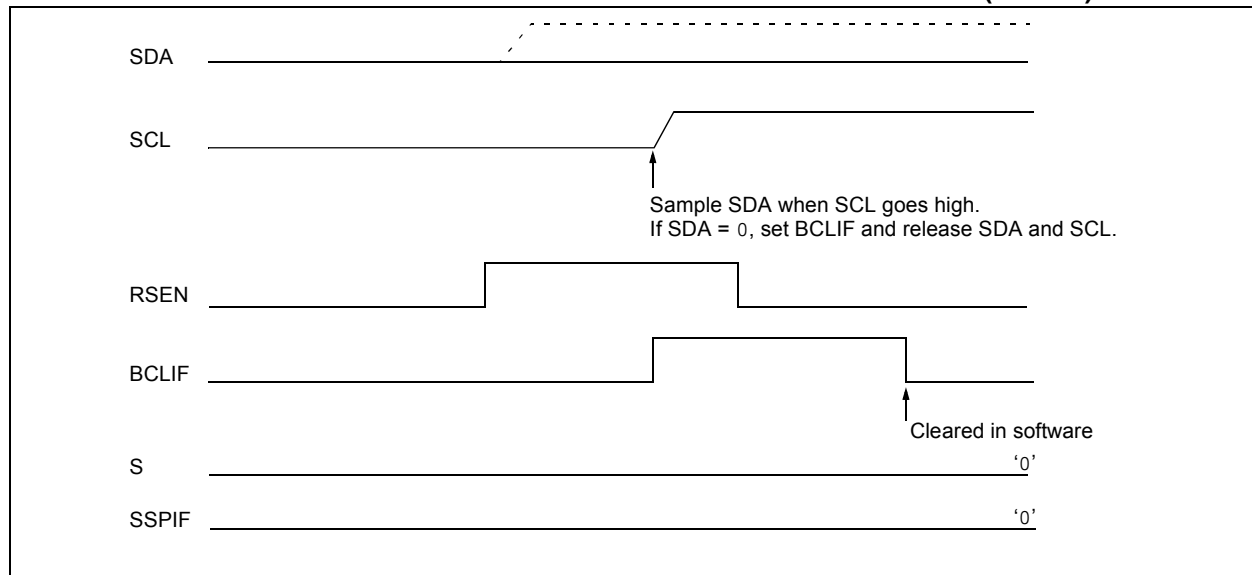 SDA
SCL
Sample SDA when SCL goes high.
If SDA = 0, set BCLIF and release SDA and SCL.
RSEN
BCLIF
Cleared in software
S
‘0’
SSPIF
‘0’